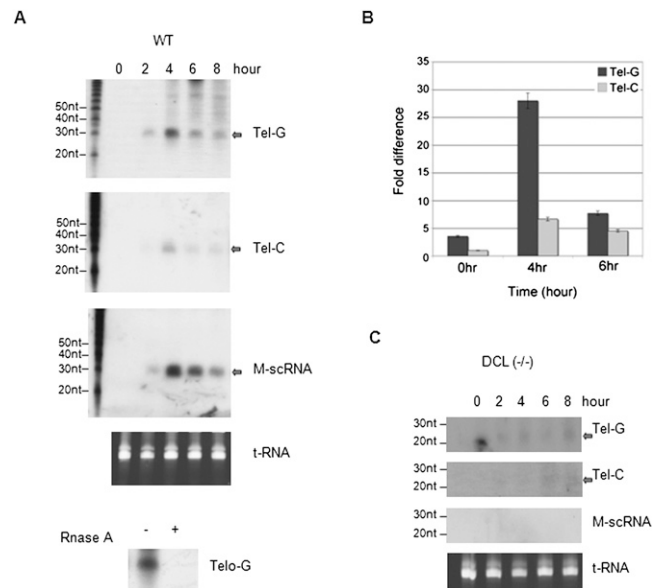 A
WT
0 2 4 6 8 hour
50nt
40nt
30nt
20nt
Tel-G
50nt
40nt
30nt
20nt
Tel-C
50nt
40nt
30nt
20nt
M-scRNA
t-RNA
Rnase A - +
Telo-G
B
Fold difference
35
30
25
20
15
10
5
0
Tel-G
Tel-C
0hr 4hr 6hr
Time (hour)
C
DCL (-/-)
0 2 4 6 8 hour
30nt
20nt
Tel-G
30nt
20nt
Tel-C
30nt
20nt
M-scRNA
t-RNA